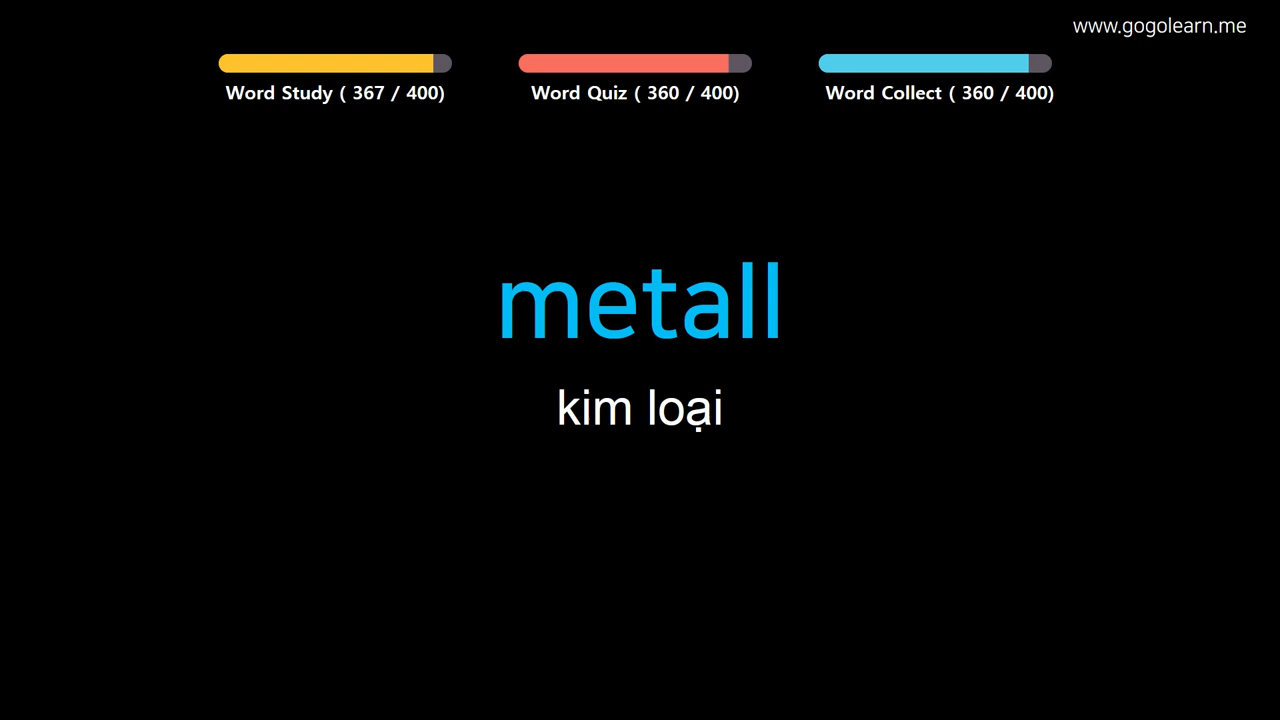 www.gogolearn.me
Word Study ( 367 / 400)
Word Quiz ( 360 / 400)
Word Collect ( 360 / 400)
metall
kim loại